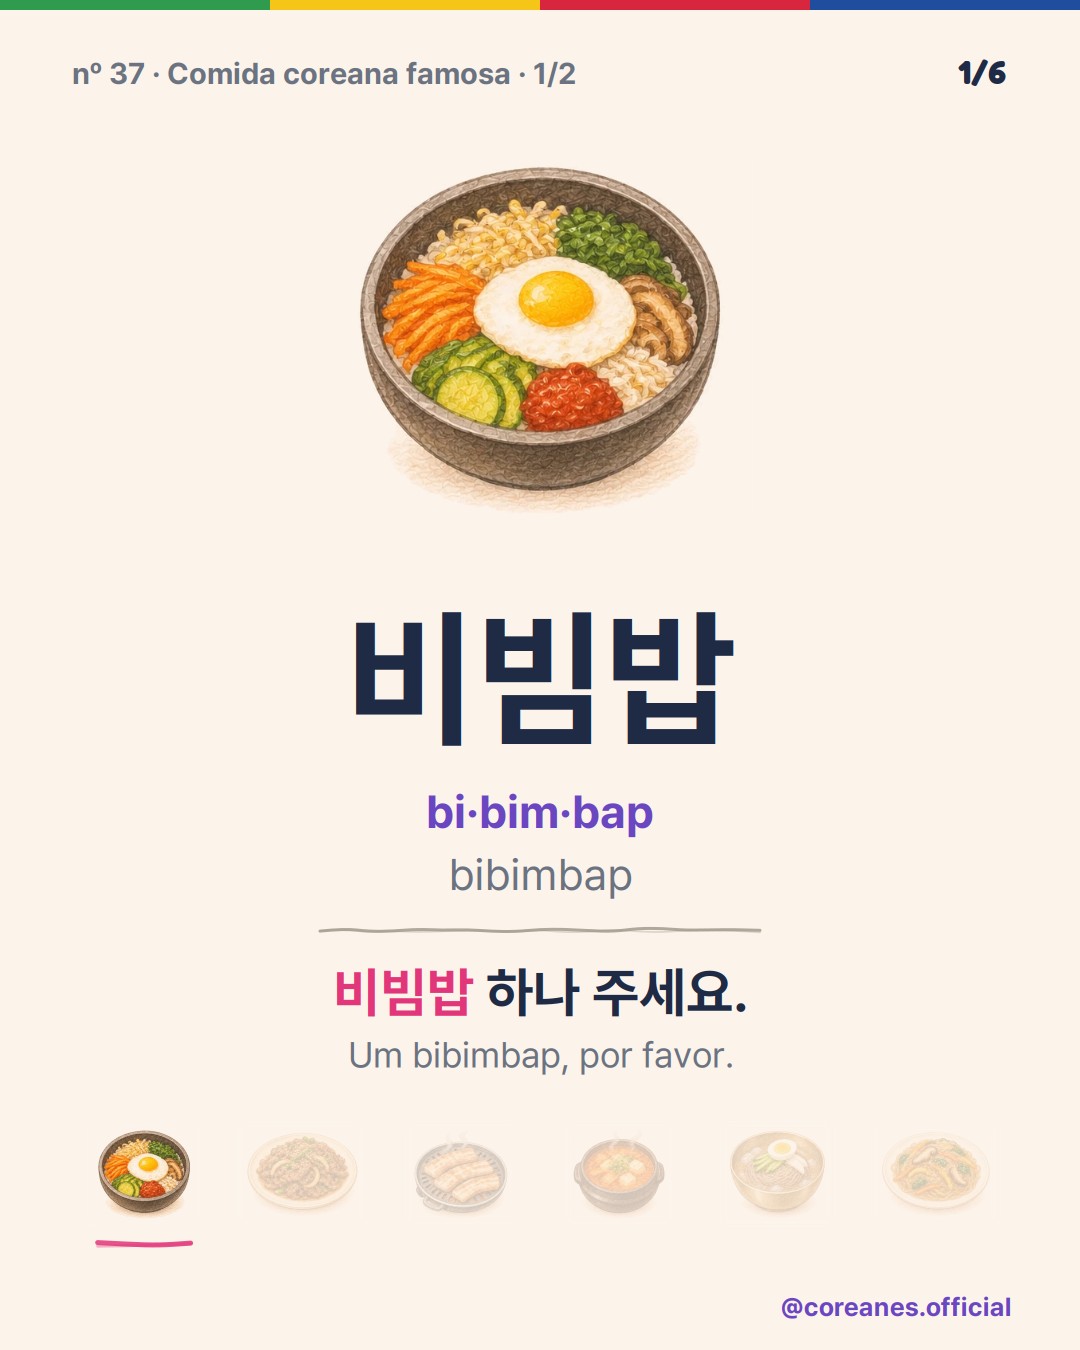 nº 37 · Comida coreana famosa · 1/2
1/6
비빔밥
bi·bim·bap
bibimbap
비빔밥 하나 주세요.
Um bibimbap, por favor.
@coreanes.official